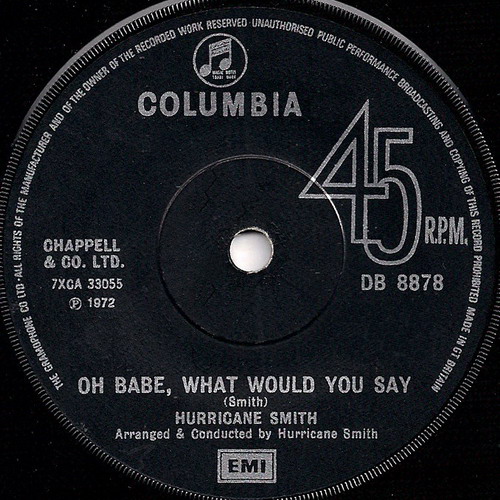 THE GRAMOPHONE CO LTD · ALL RIGHTS OF THE MANUFACTURER AND OF THE OWNER OF THE RECORDED WORK RESERVED · UNAUTHORISED PUBLIC PERFORMANCE BROADCASTING AND COPYING OF THIS RECORD PROHIBITED MADE IN GT BRITAIN
COLUMBIA
45
R.P.M.
CHAPPELL
& CO. LTD.
7XCA 33055
Ⓟ 1972
DB 8878
OH BABE, WHAT WOULD YOU SAY
(Smith)
HURRICANE SMITH
Arranged & Conducted by Hurricane Smith
EMI